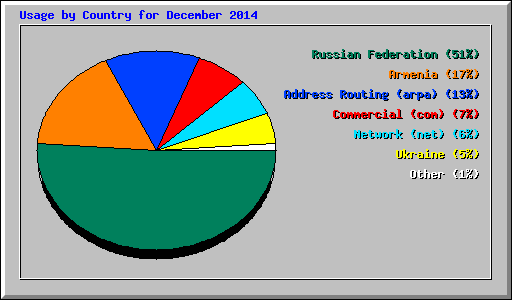 Usage by Country for December 2014
Russian Federation (51%)
Armenia (17%)
Address Routing (arpa) (13%)
Commercial (com) (7%)
Network (net) (6%)
Ukraine (5%)
Other (1%)